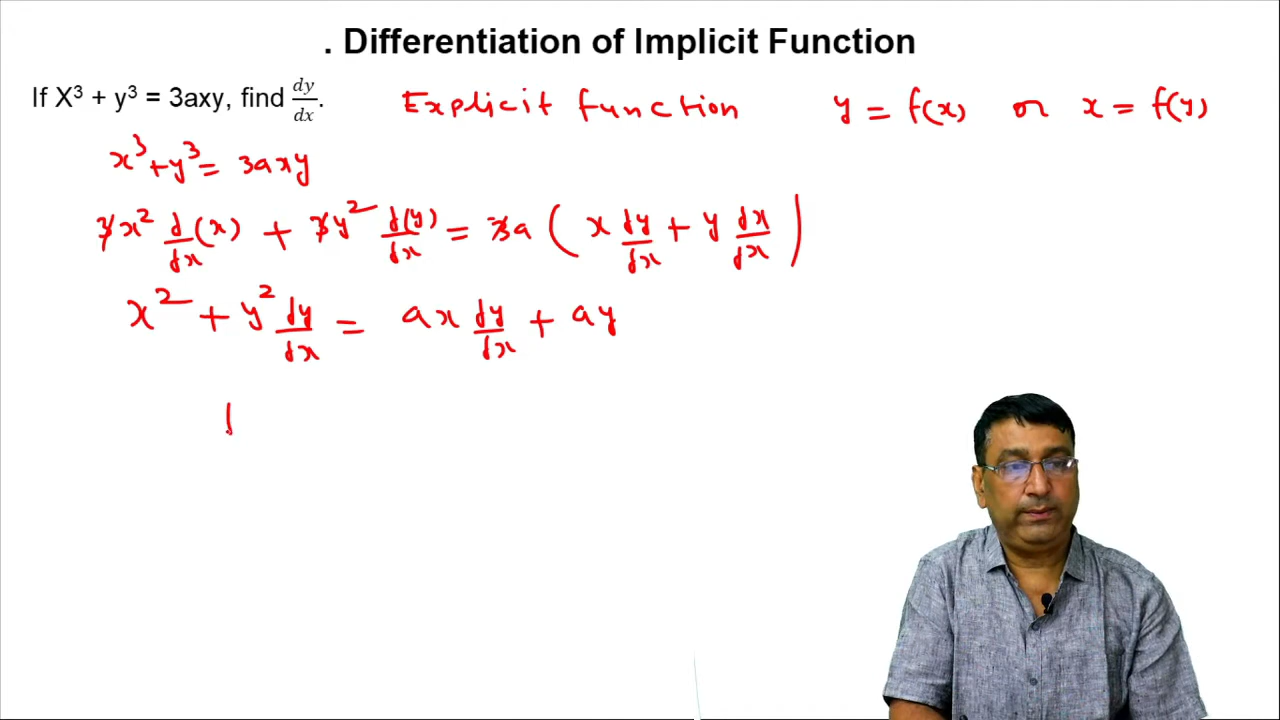 . Differentiation of Implicit Function
If X³ + y³ = 3axy, find dy/dx.
Explicit function y = f(x) or x = f(y)
x³ + y³ = 3axy
3x² d/dx (x) + 3y² d(y)/dx = 3a ( x dy/dx + y dx/dx )
x² + y² dy/dx = ax dy/dx + ay